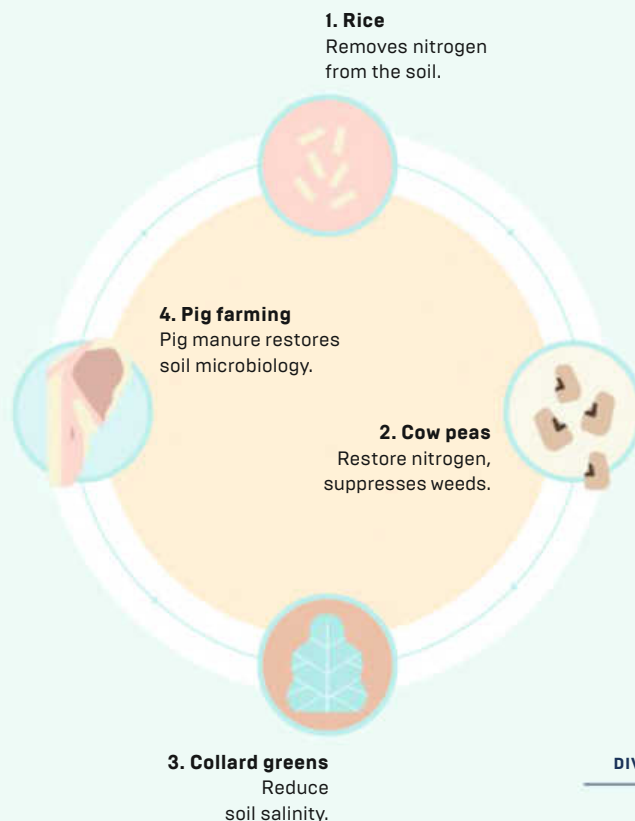 1. Rice
Removes nitrogen
from the soil.
4. Pig farming
Pig manure restores
soil microbiology.
2. Cow peas
Restore nitrogen,
suppresses weeds.
3. Collard greens
Reduce
soil salinity.
DIV